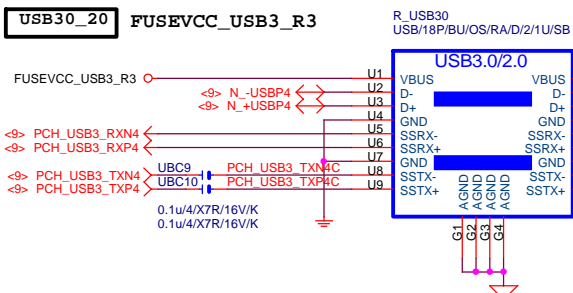 USB30_20 FUSEVCC_USB3_R3
R_USB30
USB/18P/BU/OS/RA/D/2/1U/SB
USB3.0/2.0
FUSEVCC_USB3_R3 U1 VBUS VBUS
<9> N_-USBP4 U2 D- D-
<9> N_+USBP4 U3 D+ D+
U4 GND GND
<9> PCH_USB3_RXN4 U5 SSRX- SSRX-
<9> PCH_USB3_RXP4 U6 SSRX+ SSRX+
U7 GND GND
<9> PCH_USB3_TXN4 UBC9 PCH_USB3_TXN4C U8 SSTX- SSTX-
<9> PCH_USB3_TXP4 UBC10 PCH_USB3_TXP4C U9 SSTX+ SSTX+
0.1u/4/X7R/16V/K
0.1u/4/X7R/16V/K
AGND AGND AGND AGND
G1 G2 G3 G4